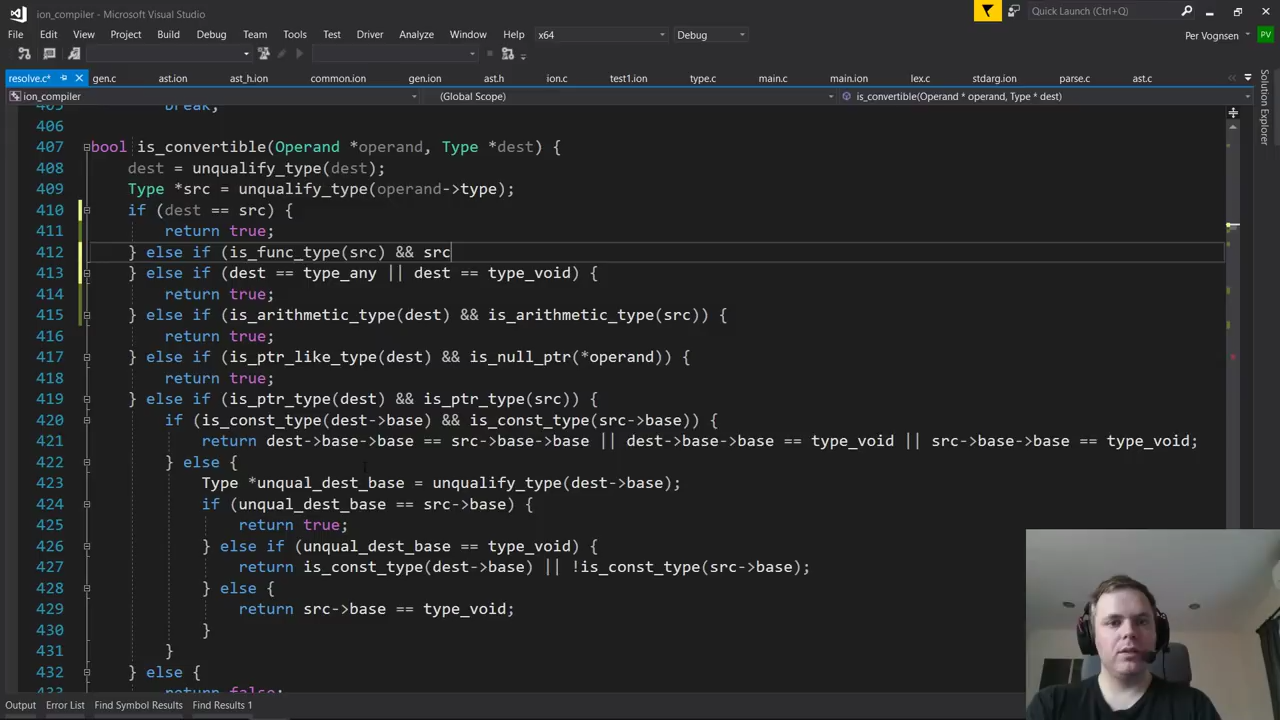 ion_compiler - Microsoft Visual Studio
Quick Launch (Ctrl+Q)
File Edit View Project Build Debug Team Tools Test Driver Analyze Window Help x64 Debug Per Vognsen PV
resolve.c* gen.c ast.ion ast_h.ion common.ion gen.ion ast.h ion.c test1.ion type.c main.c main.ion lex.c stdarg.ion parse.c ast.c
ion_compiler (Global Scope) is_convertible(Operand * operand, Type * dest)
Solution Explorer
405 break;
406
407 bool is_convertible(Operand *operand, Type *dest) {
408 dest = unqualify_type(dest);
409 Type *src = unqualify_type(operand->type);
410 if (dest == src) {
411 return true;
412 } else if (is_func_type(src) && src
413 } else if (dest == type_any || dest == type_void) {
414 return true;
415 } else if (is_arithmetic_type(dest) && is_arithmetic_type(src)) {
416 return true;
417 } else if (is_ptr_like_type(dest) && is_null_ptr(*operand)) {
418 return true;
419 } else if (is_ptr_type(dest) && is_ptr_type(src)) {
420 if (is_const_type(dest->base) && is_const_type(src->base)) {
421 return dest->base->base == src->base->base || dest->base->base == type_void || src->base->base == type_void;
422 } else {
423 Type *unqual_dest_base = unqualify_type(dest->base);
424 if (unqual_dest_base == src->base) {
425 return true;
426 } else if (unqual_dest_base == type_void) {
427 return is_const_type(dest->base) || !is_const_type(src->base);
428 } else {
429 return src->base == type_void;
430 }
431 }
432 } else {
433 return false;
Output Error List Find Symbol Results Find Results 1